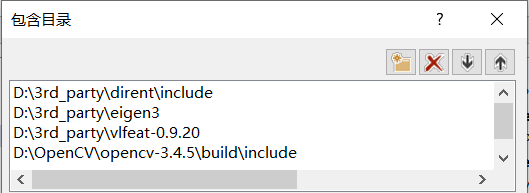 包含目录
D:\3rd_party\dirent\include
D:\3rd_party\eigen3
D:\3rd_party\vlfeat-0.9.20
D:\OpenCV\opencv-3.4.5\build\include